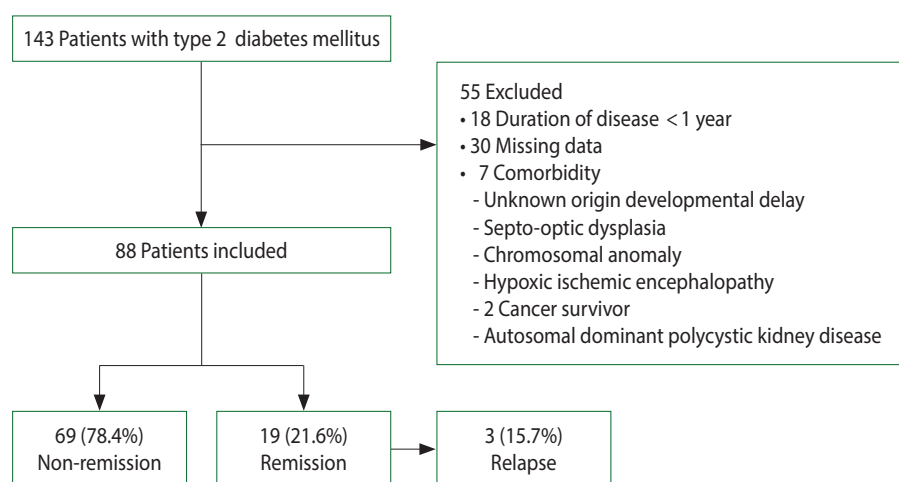 143 Patients with type 2 diabetes mellitus
55 Excluded
• 18 Duration of disease < 1 year
• 30 Missing data
• 7 Comorbidity
- Unknown origin developmental delay
- Septo-optic dysplasia
- Chromosomal anomaly
- Hypoxic ischemic encephalopathy
- 2 Cancer survivor
- Autosomal dominant polycystic kidney disease
88 Patients included
69 (78.4%)
Non-remission
19 (21.6%)
Remission
3 (15.7%)
Relapse